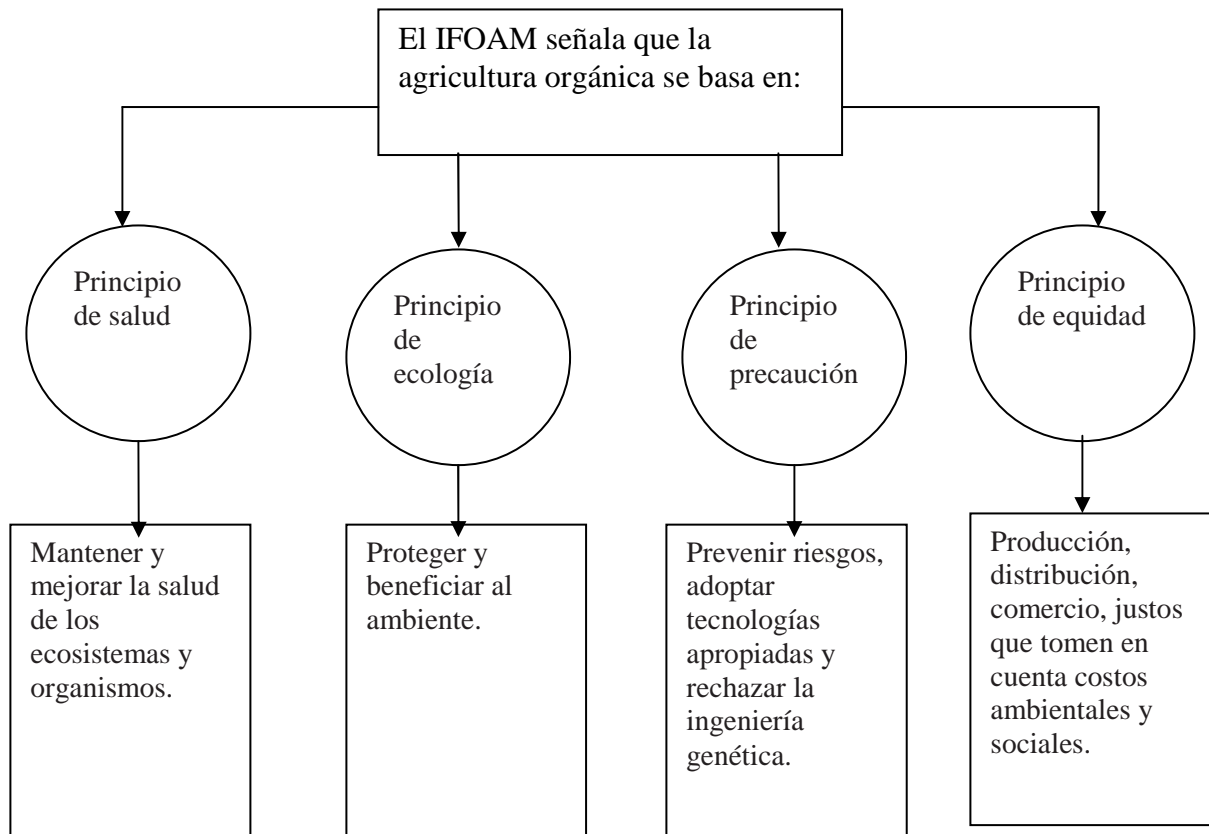 El IFOAM señala que la
agricultura orgánica se basa en:
Principio
de salud
Principio
de
ecología
Principio
de
precaución
Principio
de equidad
Mantener y
mejorar la salud
de los
ecosistemas y
organismos.
Proteger y
beneficiar al
ambiente.
Prevenir riesgos,
adoptar
tecnologías
apropiadas y
rechazar la
ingeniería
genética.
Producción,
distribución,
comercio, justos
que tomen en
cuenta costos
ambientales y
sociales.